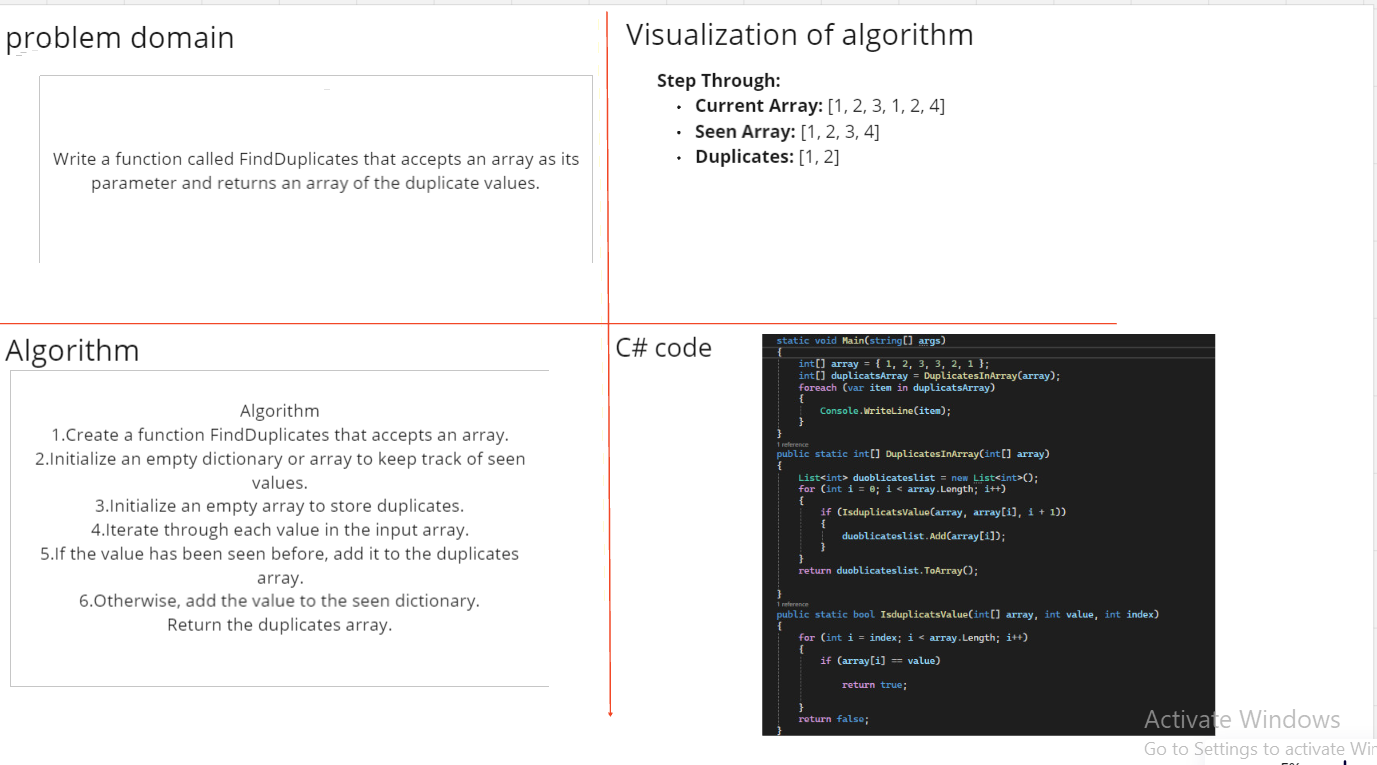 problem domain
Write a function called FindDuplicates that accepts an array as its
parameter and returns an array of the duplicate values.
Visualization of algorithm
Step Through:
• Current Array: [1, 2, 3, 1, 2, 4]
• Seen Array: [1, 2, 3, 4]
• Duplicates: [1, 2]
Algorithm
Algorithm
1.Create a function FindDuplicates that accepts an array.
2.Initialize an empty dictionary or array to keep track of seen
values.
3.Initialize an empty array to store duplicates.
4.Iterate through each value in the input array.
5.If the value has been seen before, add it to the duplicates
array.
6.Otherwise, add the value to the seen dictionary.
Return the duplicates array.
C# code
static void Main(string[] args)
{
int[] array = { 1, 2, 3, 3, 2, 1 };
int[] duplicatsArray = DuplicatesInArray(array);
foreach (var item in duplicatsArray)
{
Console.WriteLine(item);
}
}
1 reference
public static int[] DuplicatesInArray(int[] array)
{
List<int> duoblicateslist = new List<int>();
for (int i = 0; i < array.Length; i++)
{
if (IsduplicatsValue(array, array[i], i + 1))
{
duoblicateslist.Add(array[i]);
}
}
return duoblicateslist.ToArray();
}
1 reference
public static bool IsduplicatsValue(int[] array, int value, int index)
{
for (int i = index; i < array.Length; i++)
{
if (array[i] == value)
return true;
}
return false;
}
Activate Windows
Go to Settings to activate Win